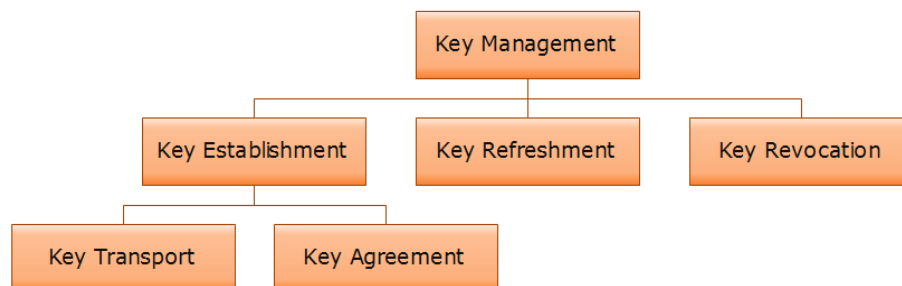 Key Management
Key Establishment
Key Refreshment
Key Revocation
Key Transport
Key Agreement